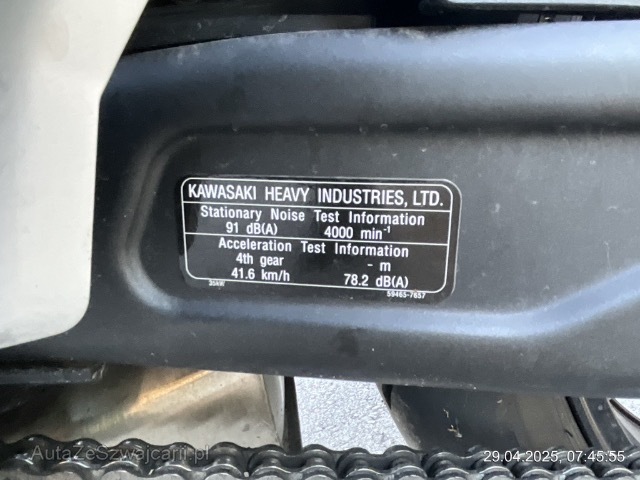 KAWASAKI HEAVY INDUSTRIES, LTD.
Stationary Noise Test Information
91 dB(A) 4000 min⁻¹
Acceleration Test Information
4th gear - m
41.6 km/h 78.2 dB(A)
59465-7657
AutaZeSzwajcarii.pl
29.04.2025, 07:45:55